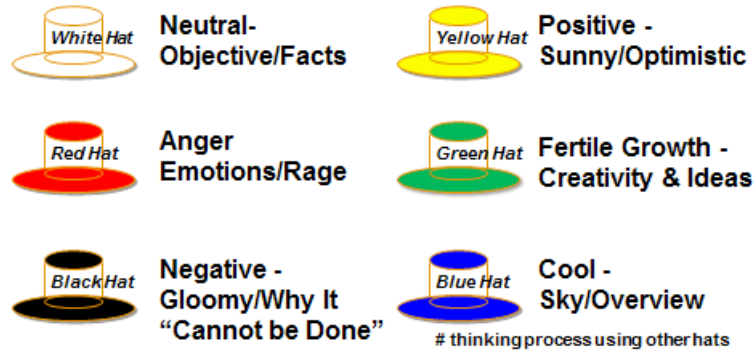 White Hat
Neutral-
Objective/Facts
Yellow Hat
Positive -
Sunny/Optimistic
Red Hat
Anger
Emotions/Rage
Green Hat
Fertile Growth -
Creativity & Ideas
Black Hat
Negative -
Gloomy/Why It
“Cannot be Done”
Blue Hat
Cool -
Sky/Overview
# thinking process using other hats